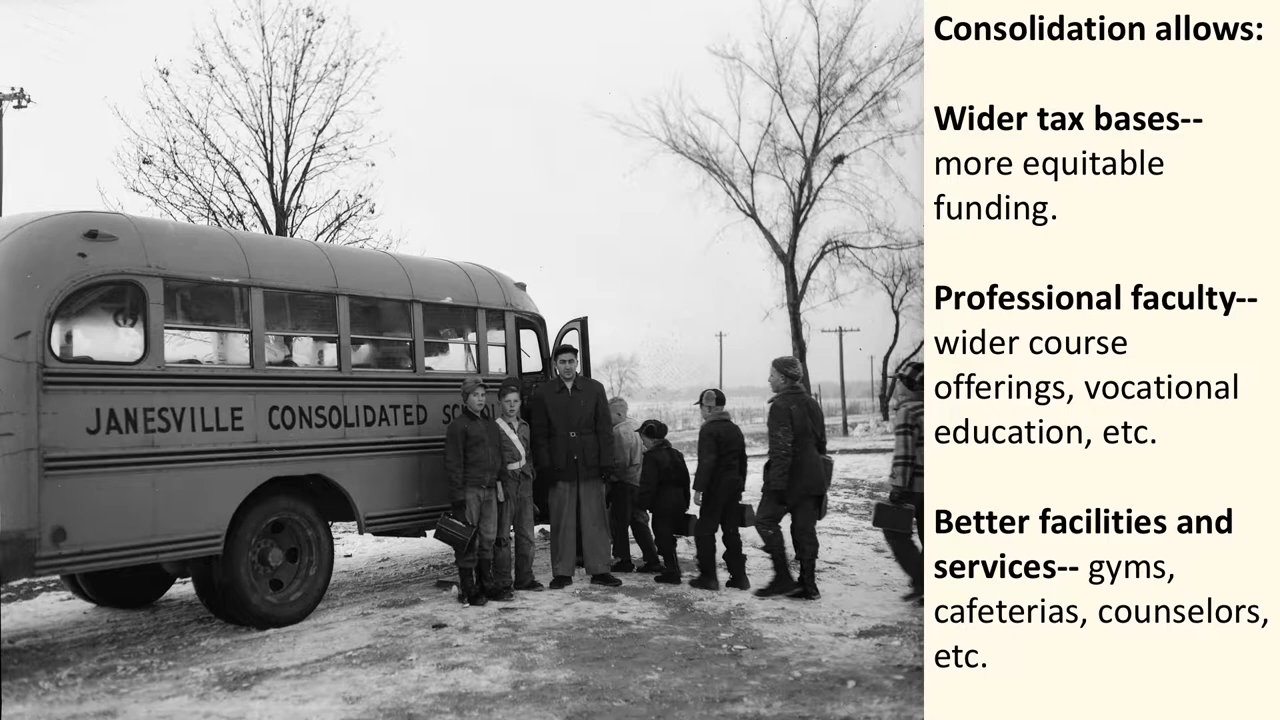 JANESVILLE CONSOLIDATED
Consolidation allows:
Wider tax bases--
more equitable
funding.
Professional faculty--
wider course
offerings, vocational
education, etc.
Better facilities and
services-- gyms,
cafeterias, counselors,
etc.